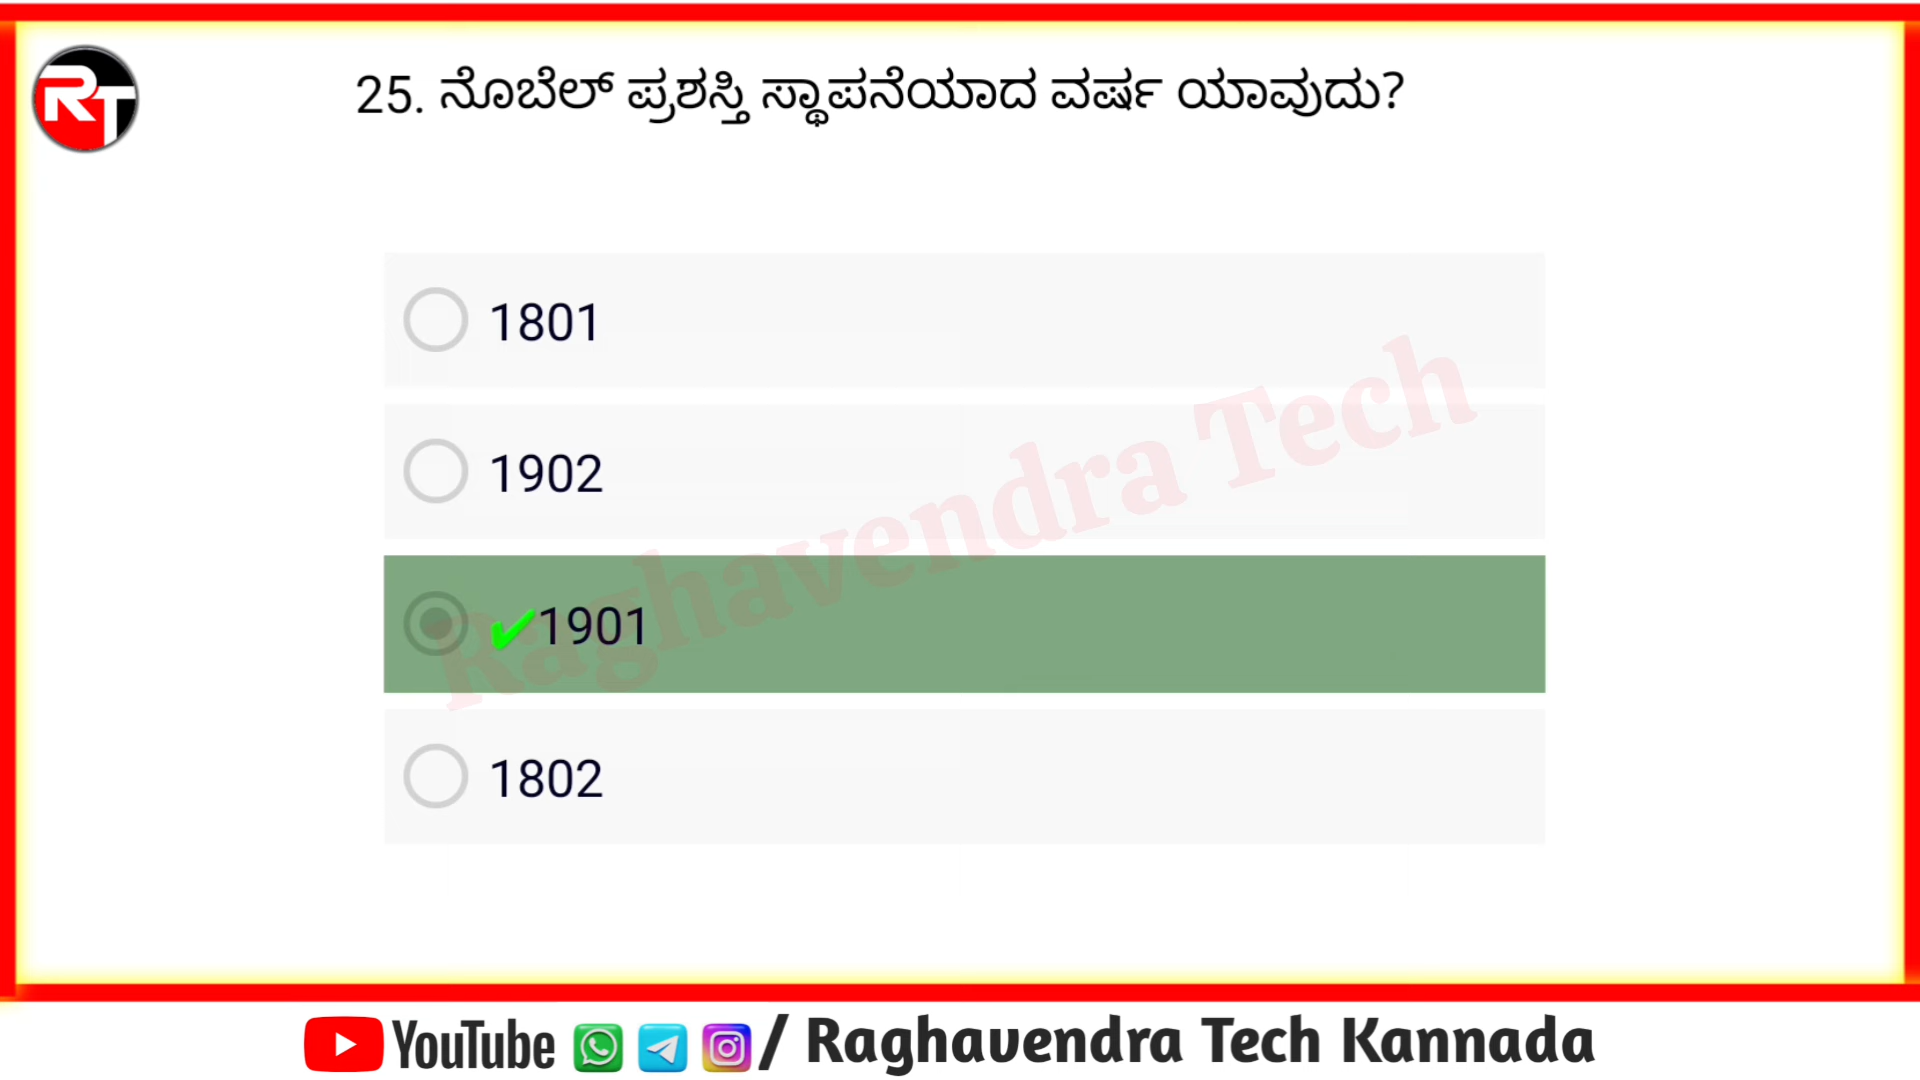 RT
25. ನೊಬೆಲ್ ಪ್ರಶಸ್ತಿ ಸ್ಥಾಪನೆಯಾದ ವರ್ಷ ಯಾವುದು?
1801
1902
✔1901
1802
Raghavendra Tech
YouTube / Raghavendra Tech Kannada